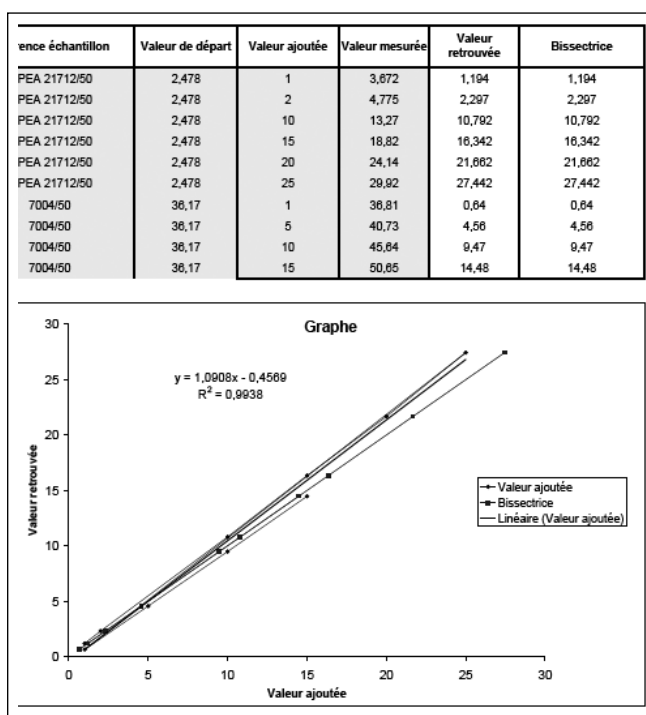 rence échantillon Valeur de départ Valeur ajoutée Valeur mesurée Valeur retrouvée Bissectrice
PEA 21712/50 2,478 1 3,672 1,194 1,194
PEA 21712/50 2,478 2 4,775 2,297 2,297
PEA 21712/50 2,478 10 13,27 10,792 10,792
PEA 21712/50 2,478 15 18,82 16,342 16,342
PEA 21712/50 2,478 20 24,14 21,662 21,662
PEA 21712/50 2,478 25 29,92 27,442 27,442
7004/50 36,17 1 36,81 0,64 0,64
7004/50 36,17 5 40,73 4,56 4,56
7004/50 36,17 10 45,64 9,47 9,47
7004/50 36,17 15 50,65 14,48 14,48
Graphe
y = 1,0908x - 0,4569
R² = 0,9938
30
25
20
15
10
5
0
Valeur retrouvée
Valeur ajoutée
Bissectrice
Linéaire (Valeur ajoutée)
0 5 10 15 20 25 30
Valeur ajoutée